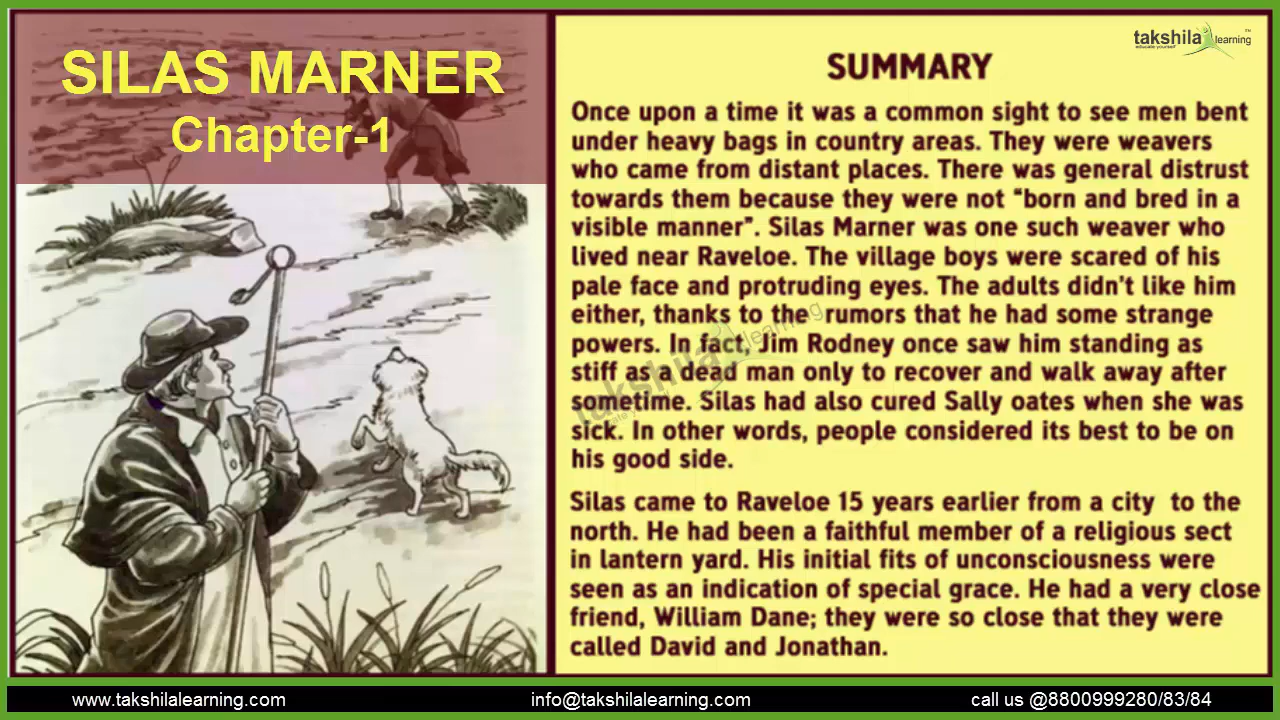 SILAS MARNER
Chapter-1
takshila learning
educate yourself
TM
SUMMARY
Once upon a time it was a common sight to see men bent
under heavy bags in country areas. They were weavers
who came from distant places. There was general distrust
towards them because they were not “born and bred in a
visible manner”. Silas Marner was one such weaver who
lived near Raveloe. The village boys were scared of his
pale face and protruding eyes. The adults didn’t like him
either, thanks to the rumors that he had some strange
powers. In fact, Jim Rodney once saw him standing as
stiff as a dead man only to recover and walk away after
sometime. Silas had also cured Sally oates when she was
sick. In other words, people considered its best to be on
his good side.
takshila learning
Silas came to Raveloe 15 years earlier from a city to the
north. He had been a faithful member of a religious sect
in lantern yard. His initial fits of unconsciousness were
seen as an indication of special grace. He had a very close
friend, William Dane; they were so close that they were
called David and Jonathan.
www.takshilalearning.com
info@takshilalearning.com
call us @8800999280/83/84